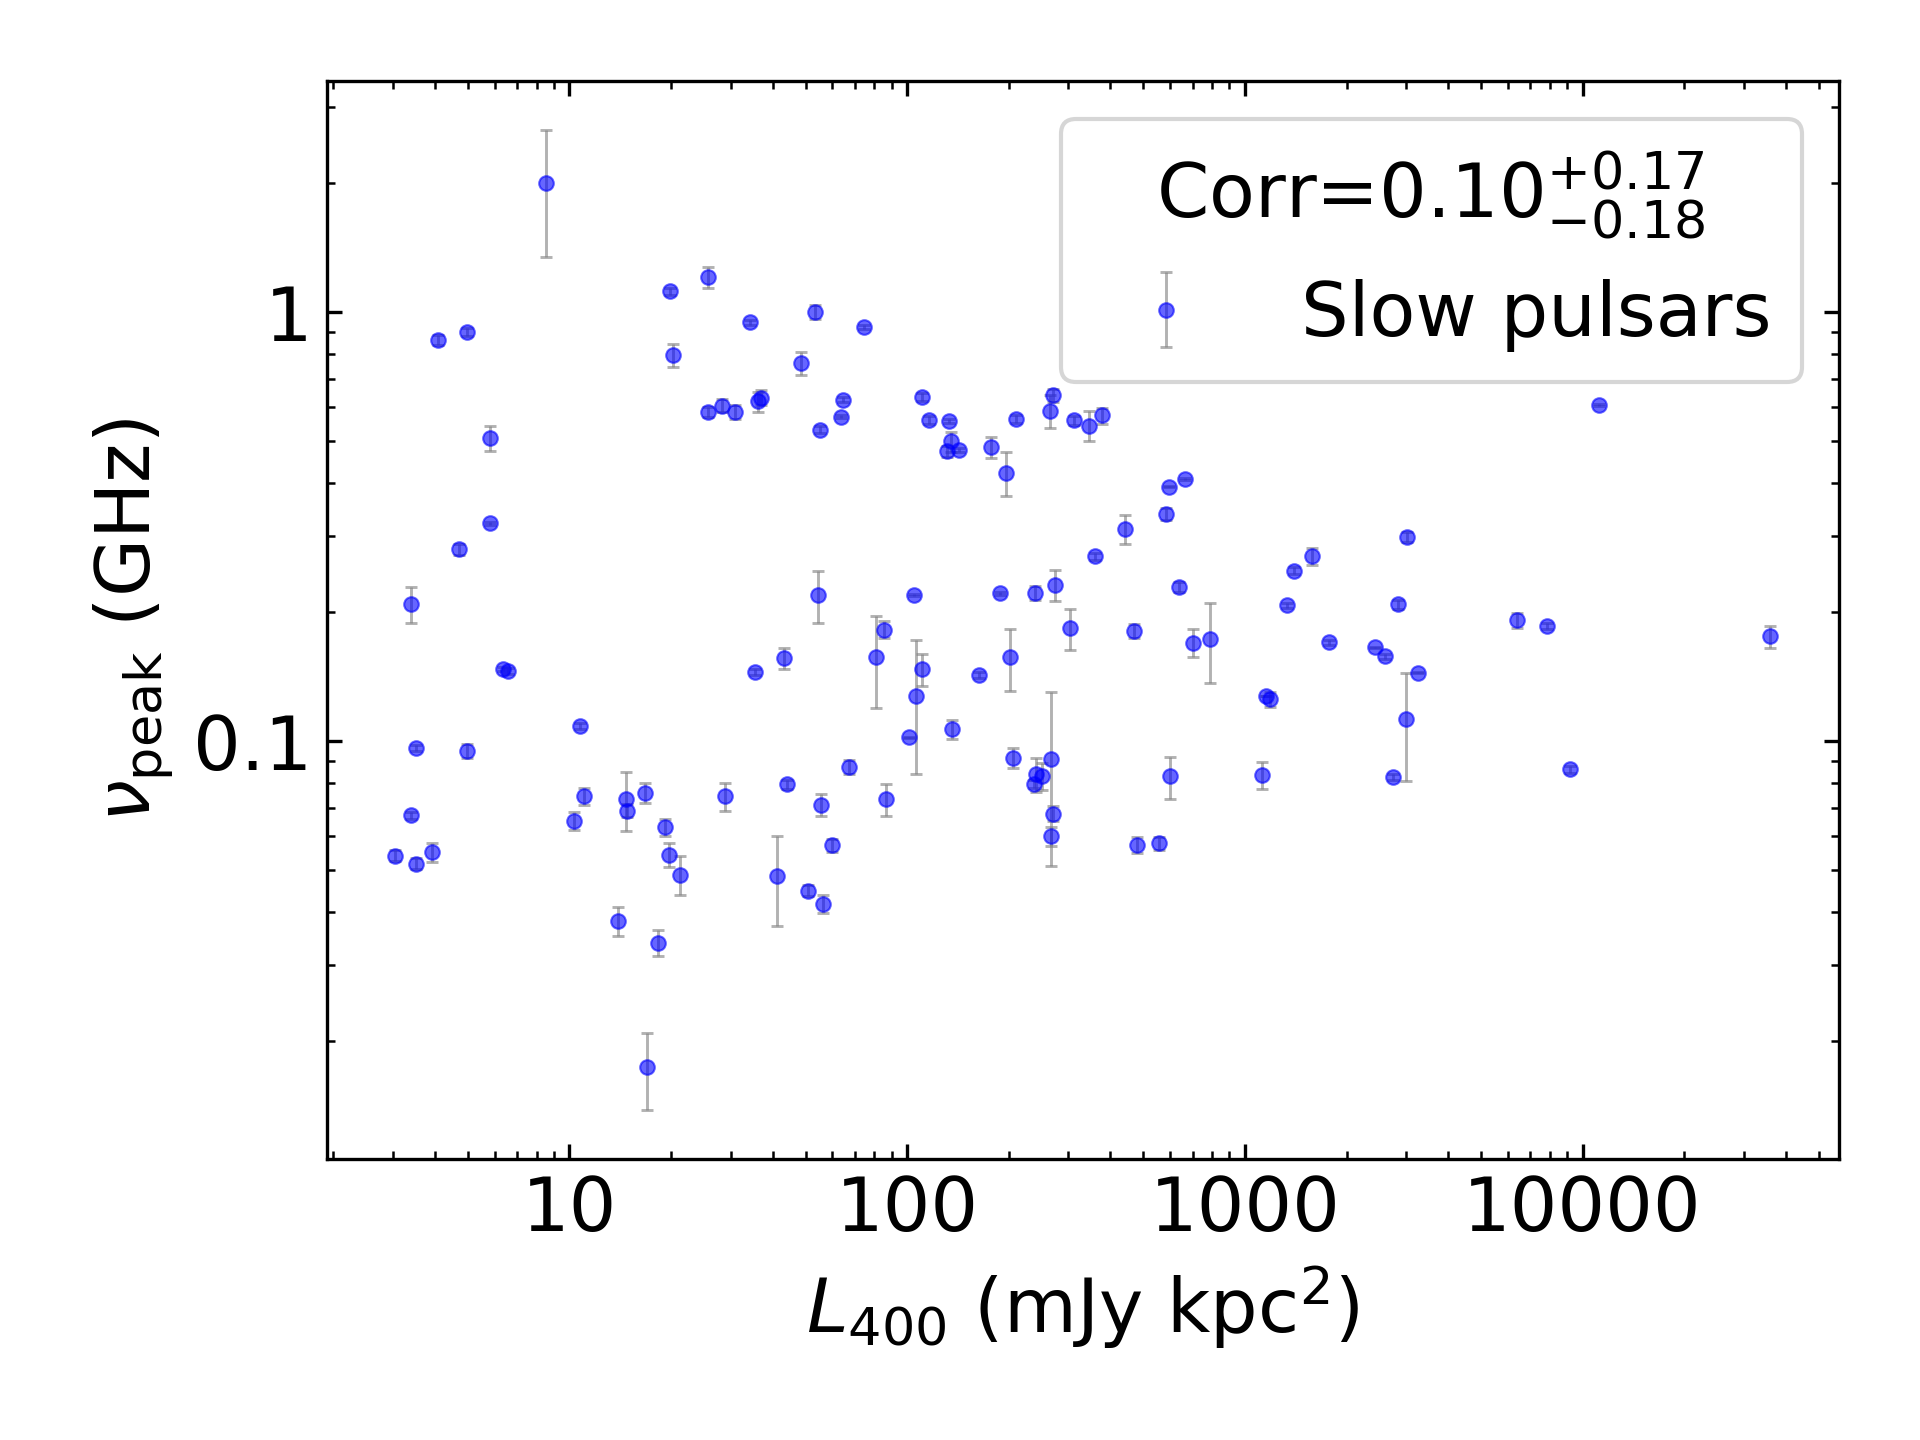 Corr=0.10+0.17−0.18
Slow pulsars
1
0.1
νpeak (GHz)
10 100 1000 10000
L400 (mJy kpc2)